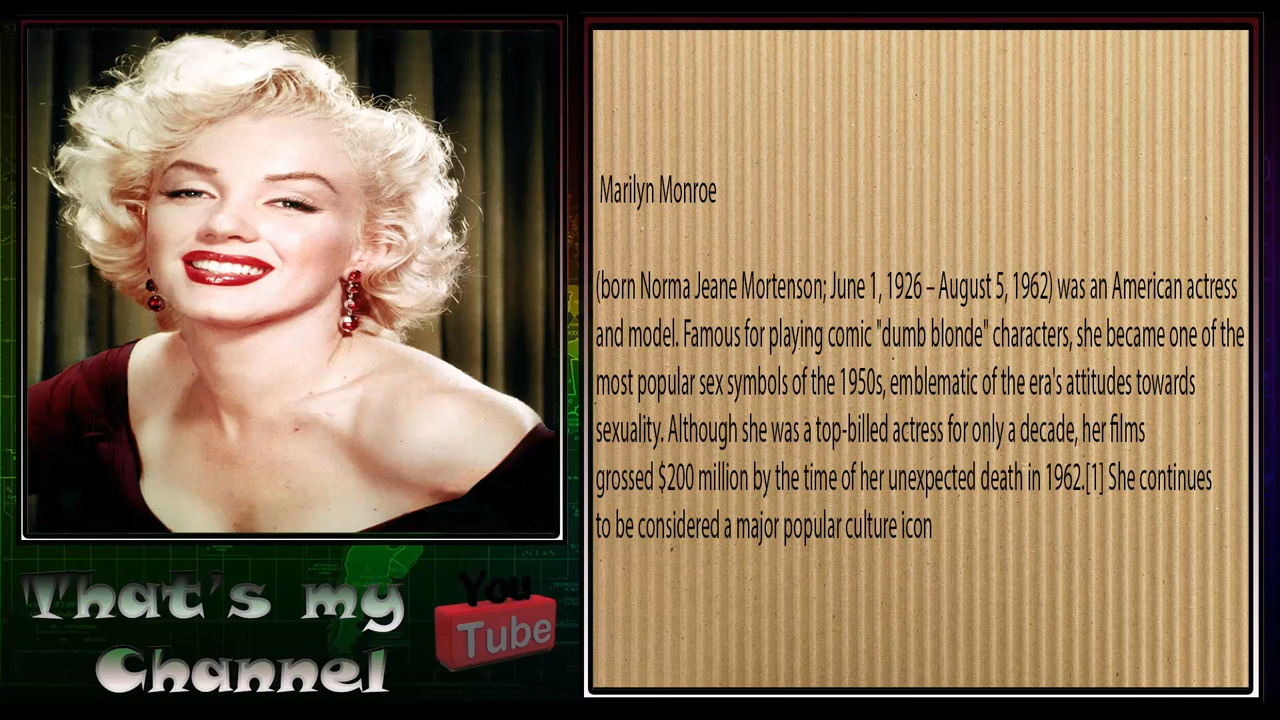 Marilyn Monroe
(born Norma Jeane Mortenson; June 1, 1926 – August 5, 1962) was an American actress
and model. Famous for playing comic "dumb blonde" characters, she became one of the
most popular sex symbols of the 1950s, emblematic of the era's attitudes towards
sexuality. Although she was a top-billed actress for only a decade, her films
grossed $200 million by the time of her unexpected death in 1962.[1] She continues
to be considered a major popular culture icon
OCEAN
That's my
Channel
You
Tube